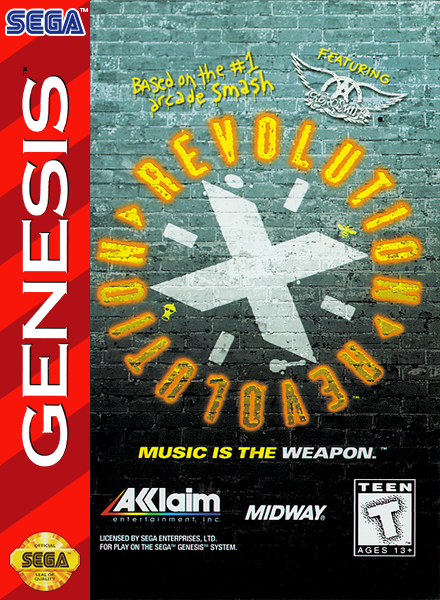 SEGA™
GENESIS™
BASED on the #1
arcade smash
FEATURING
AEROSMITH
REVOLUTION
REVOLUTION
X
MUSIC IS THE WEAPON.™
AKKlaim
entertainment, inc.
MIDWAY®
LICENSED BY SEGA ENTERPRISES, LTD.
FOR PLAY ON THE SEGA™ GENESIS™ SYSTEM.
TEEN
T
AGES 13+
OFFICIAL
SEGA
SEAL OF
QUALITY